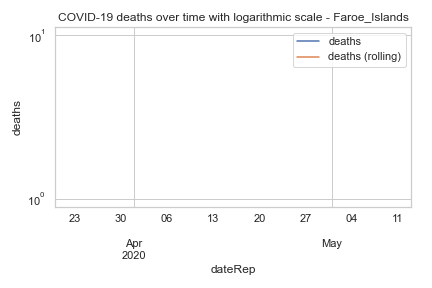 COVID-19 deaths over time with logarithmic scale - Faroe_Islands
deaths
deaths (rolling)
10¹
deaths
10⁰
23 30 06 13 20 27 04 11
Apr May
2020
dateRep